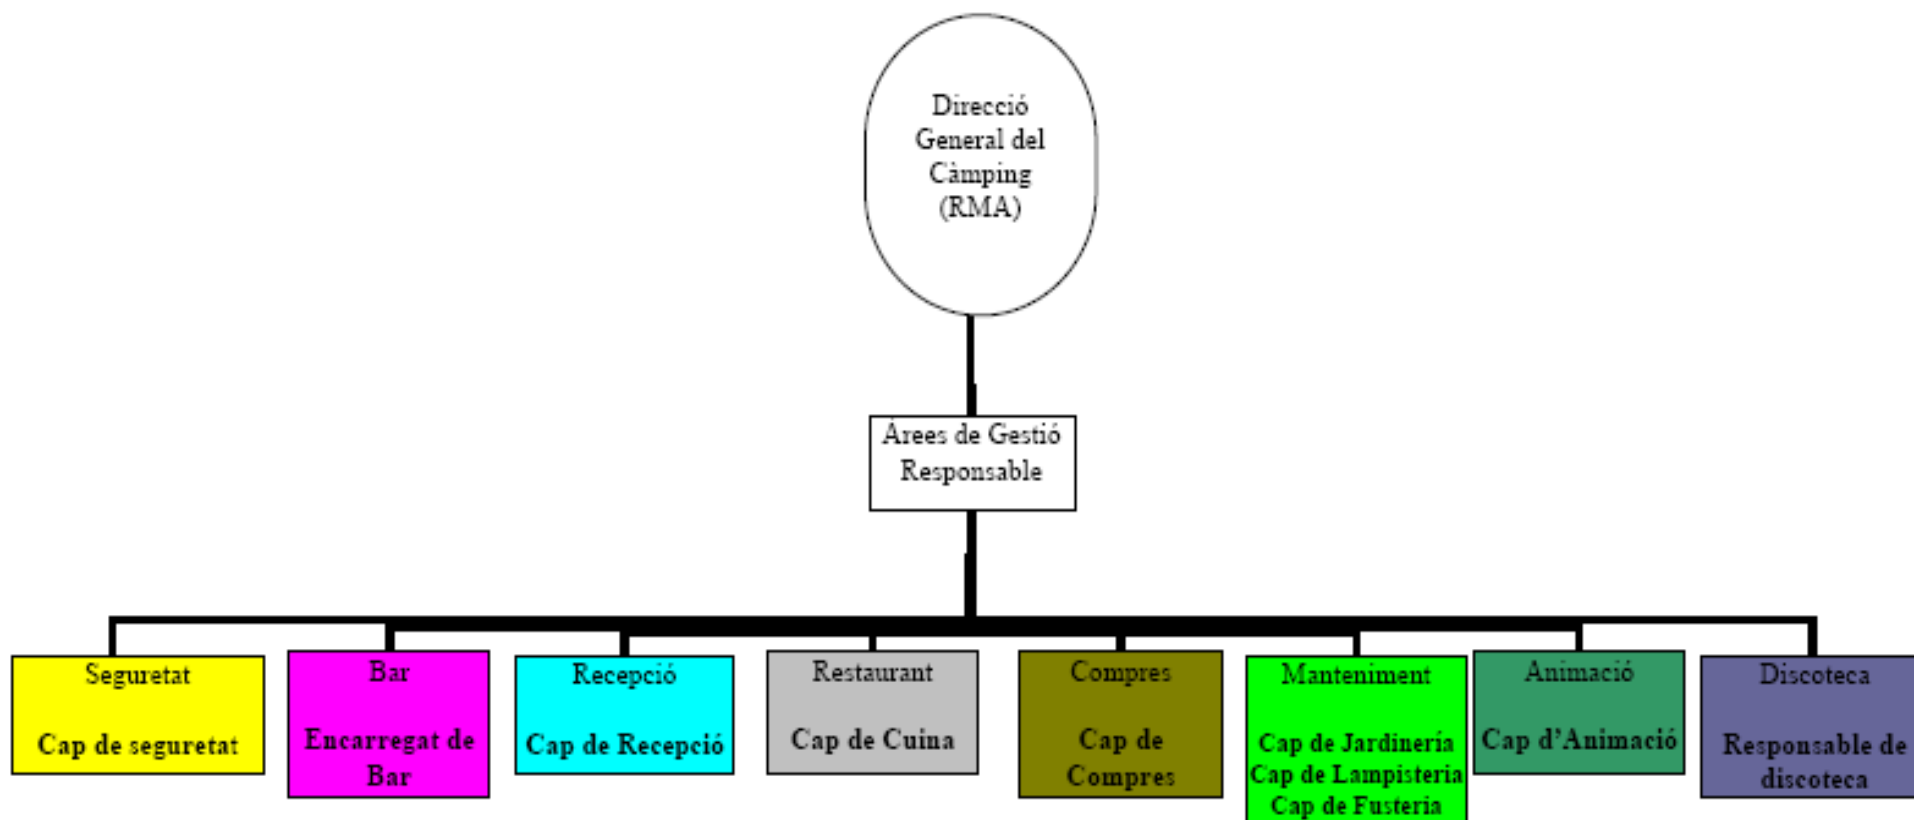 Direcció
General del
Càmping
(RMA)
Àrees de Gestió
Responsable
Seguretat
Cap de seguretat
Bar
Encarregat de
Bar
Recepció
Cap de Recepció
Restaurant
Cap de Cuina
Compres
Cap de
Compres
Manteniment
Cap de Jardinería
Cap de Lampisteria
Cap de Fusteria
Animació
Cap d’Animació
Discoteca
Responsable de
discoteca